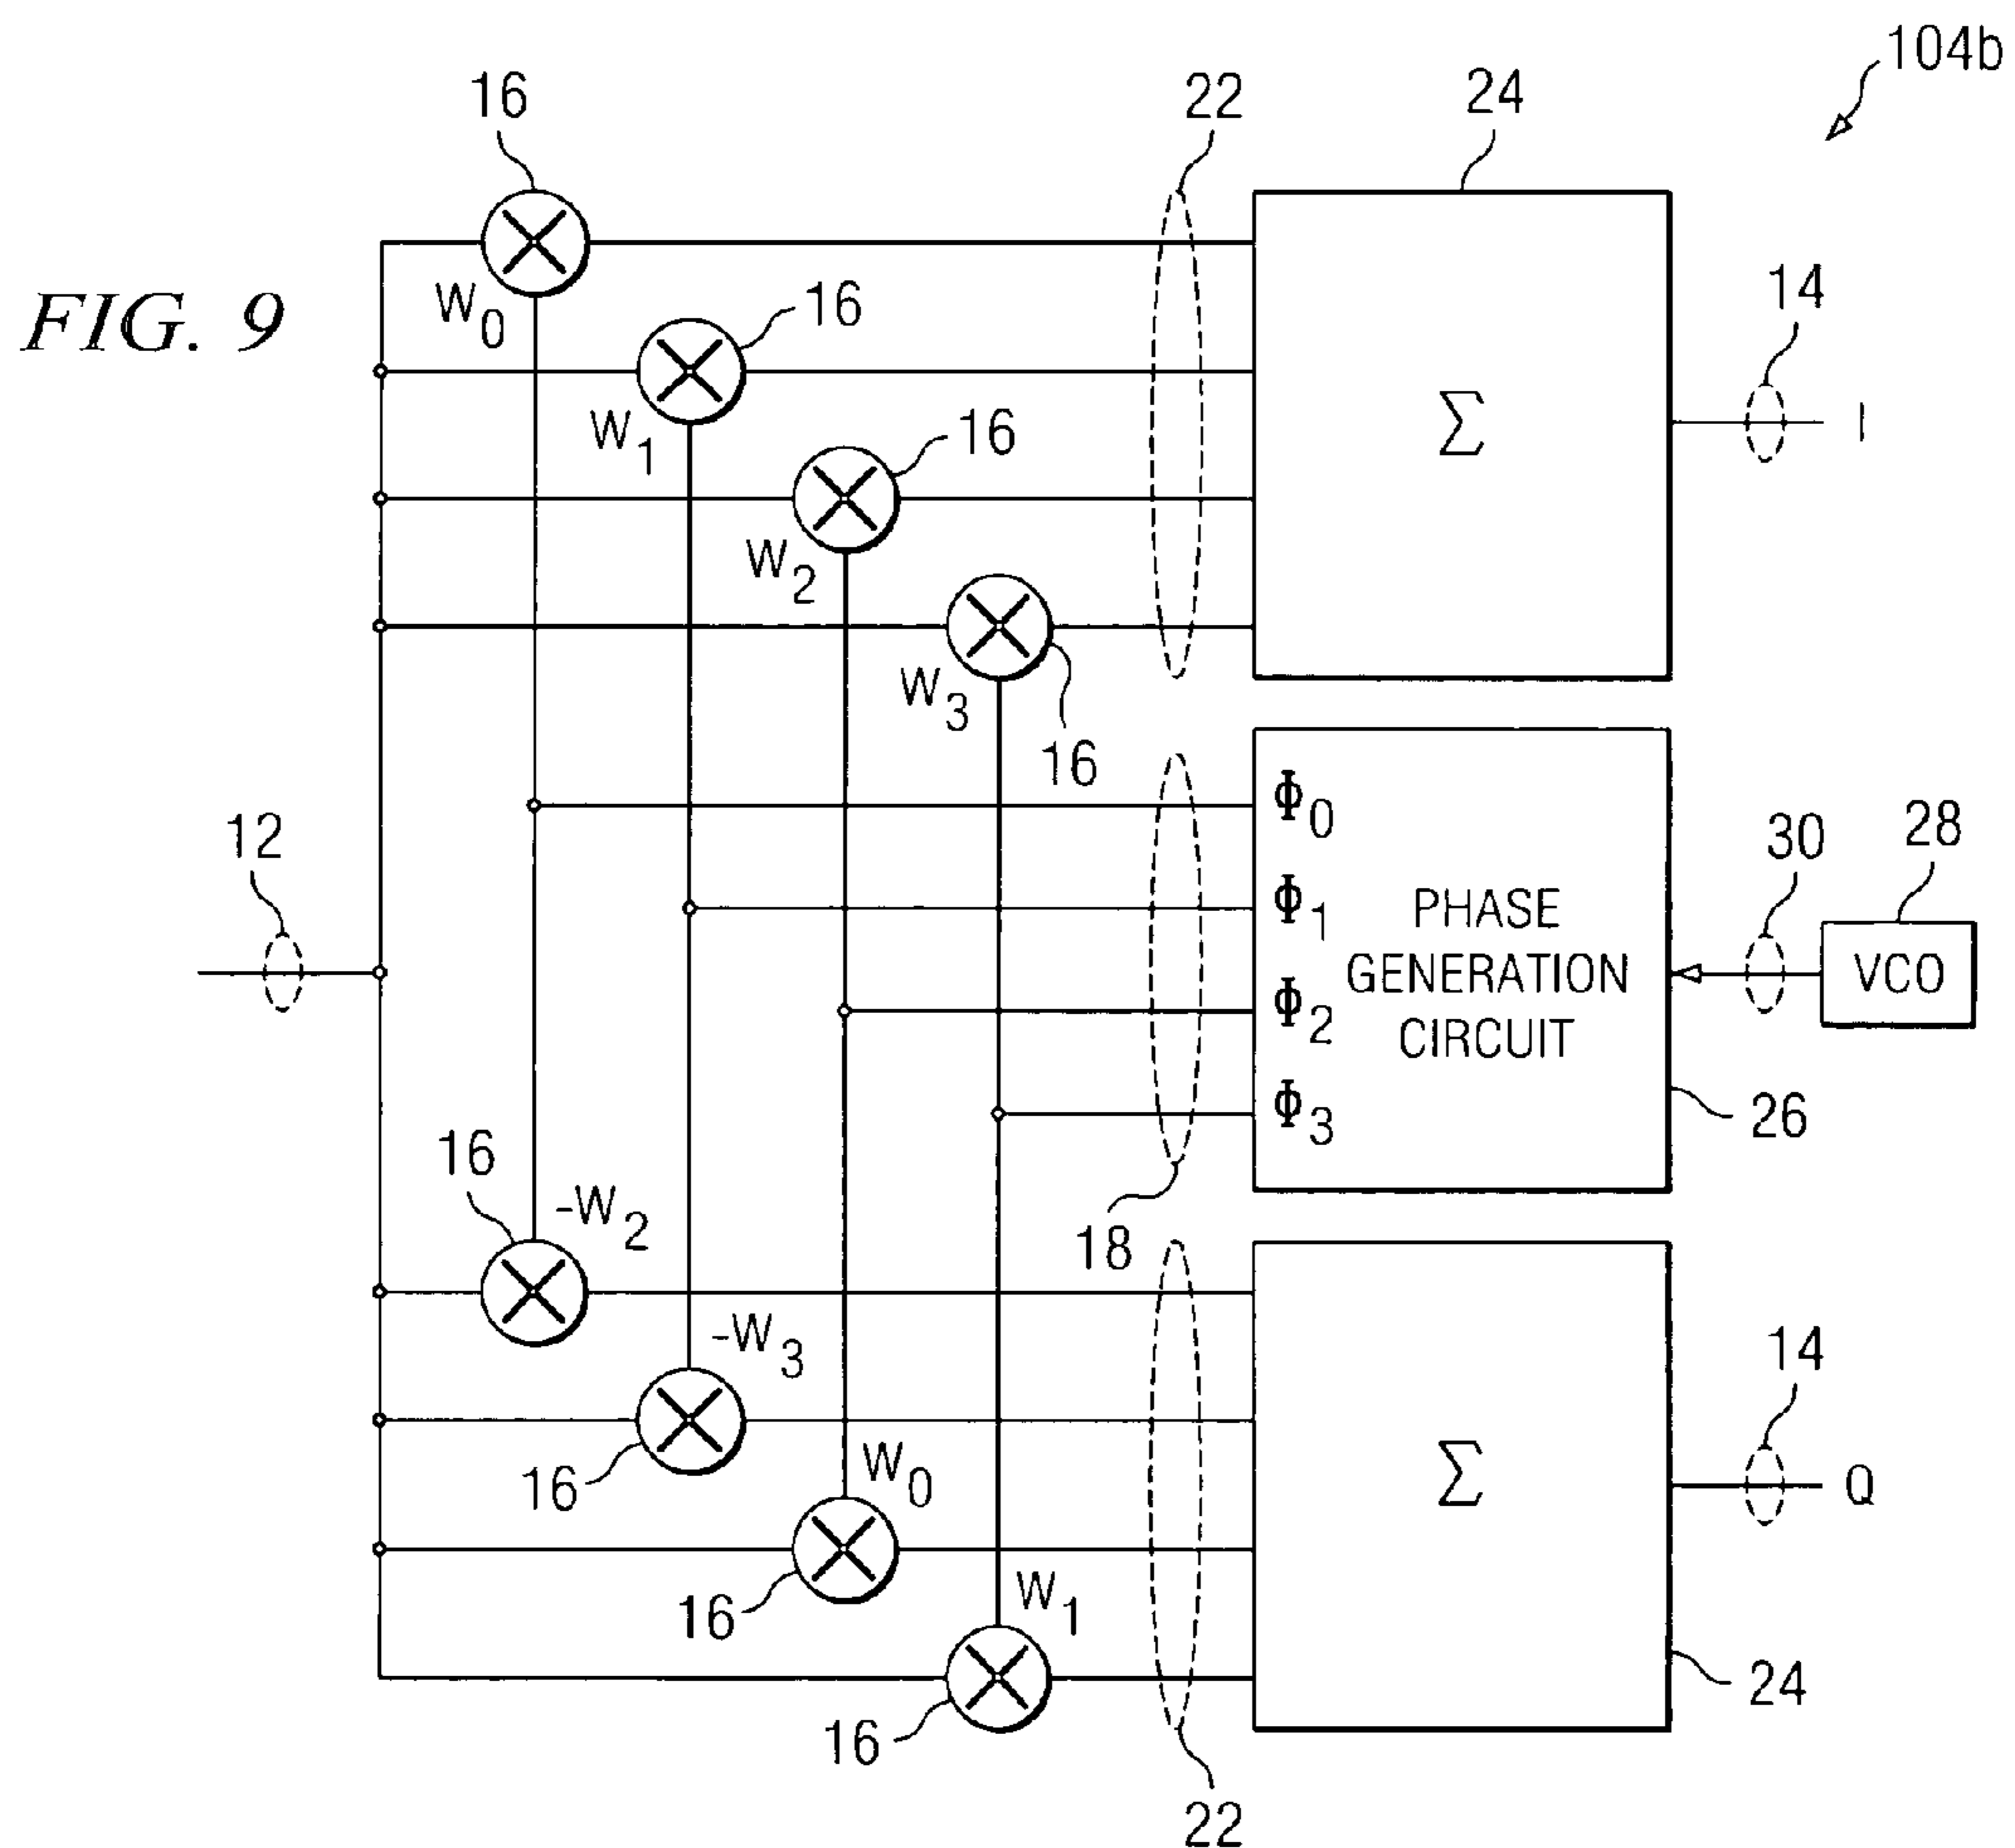 104b
16
22
24
FIG. 9
W0
16
14
W1
16
Σ
I
W2
W3
16
12
Φ0
30
28
Φ1
PHASE
GENERATION
CIRCUIT
VCO
Φ2
Φ3
26
16
-W2
18
-W3
14
16
W0
Σ
Q
16
W1
24
16
22